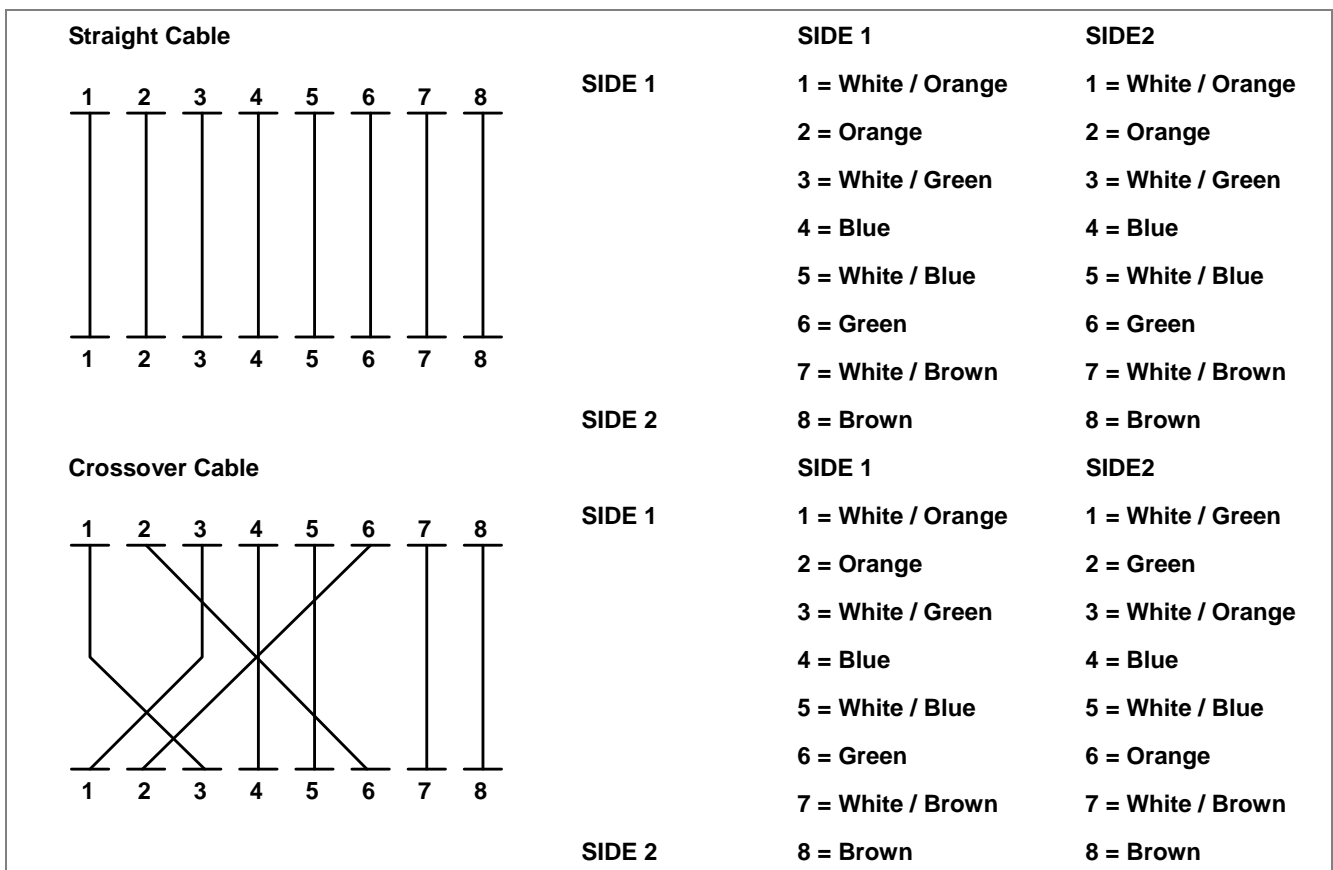 Straight Cable SIDE 1 SIDE2
1 2 3 4 5 6 7 8 SIDE 1 1 = White / Orange 1 = White / Orange
2 = Orange 2 = Orange
3 = White / Green 3 = White / Green
4 = Blue 4 = Blue
5 = White / Blue 5 = White / Blue
6 = Green 6 = Green
1 2 3 4 5 6 7 8
7 = White / Brown 7 = White / Brown
SIDE 2 8 = Brown 8 = Brown
Crossover Cable SIDE 1 SIDE2
1 2 3 4 5 6 7 8 SIDE 1 1 = White / Orange 1 = White / Green
2 = Orange 2 = Green
3 = White / Green 3 = White / Orange
4 = Blue 4 = Blue
5 = White / Blue 5 = White / Blue
6 = Green 6 = Orange
1 2 3 4 5 6 7 8
7 = White / Brown 7 = White / Brown
SIDE 2 8 = Brown 8 = Brown